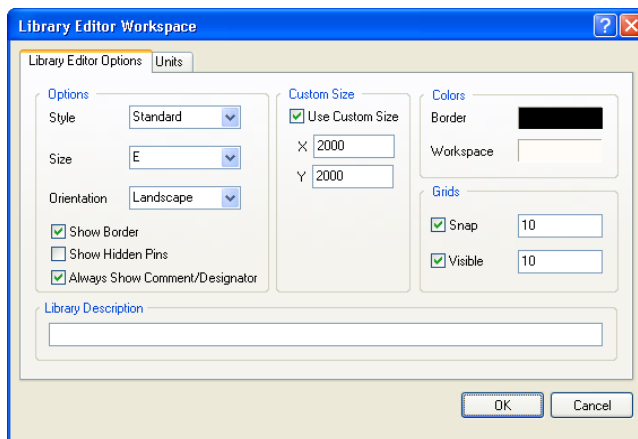 Library Editor Workspace
Library Editor Options
Units
Options
Style
Standard
Size
E
Orientation
Landscape
Show Border
Show Hidden Pins
Always Show Comment/Designator
Custom Size
Use Custom Size
X 2000
Y 2000
Colors
Border
Workspace
Grids
Snap
10
Visible
10
Library Description
OK
Cancel